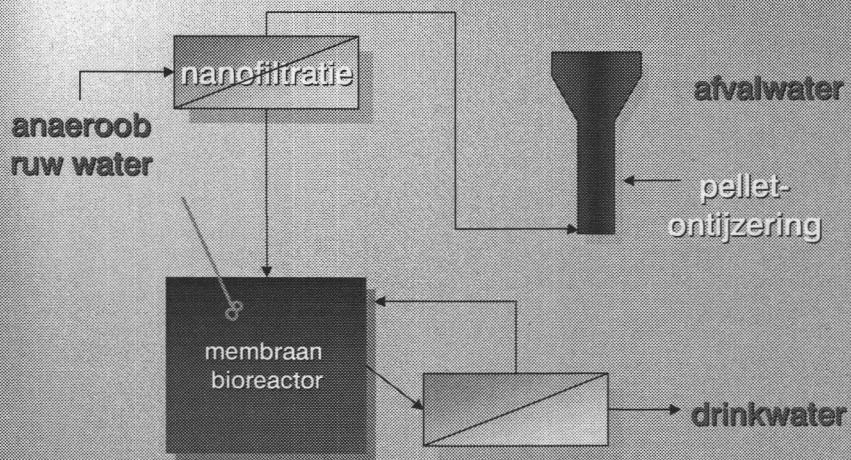 nanofiltratie
anaeroob
ruw water
afvalwater
pellet-
ontijzering
membraan
bioreactor
drinkwater